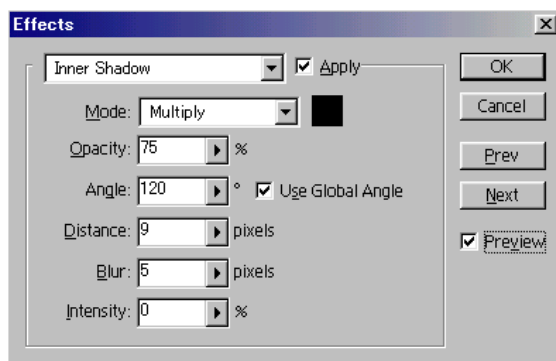 Effects
Inner Shadow Apply OK
Mode: Multiply Cancel
Opacity: 75 % Prev
Angle: 120 ° Use Global Angle Next
Distance: 9 pixels Preview
Blur: 5 pixels
Intensity: 0 %